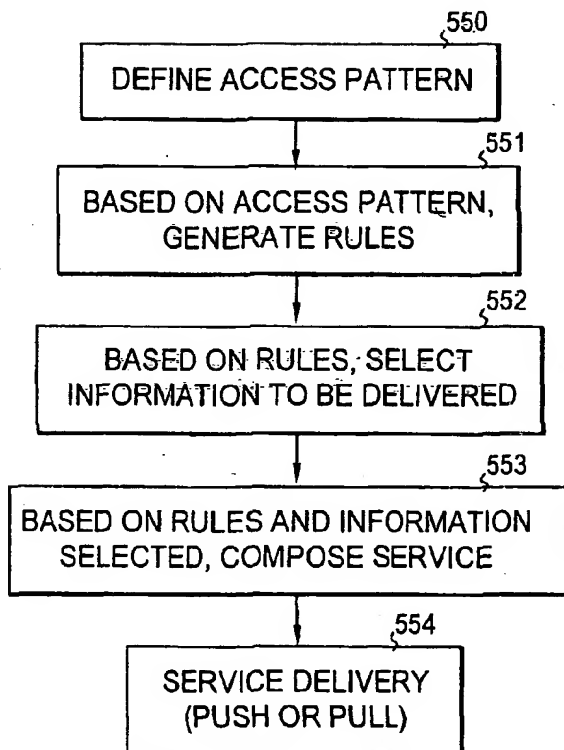 550
DEFINE ACCESS PATTERN
551
BASED ON ACCESS PATTERN,
GENERATE RULES
552
BASED ON RULES, SELECT
INFORMATION TO BE DELIVERED
553
BASED ON RULES AND INFORMATION
SELECTED, COMPOSE SERVICE
554
SERVICE DELIVERY
(PUSH OR PULL)